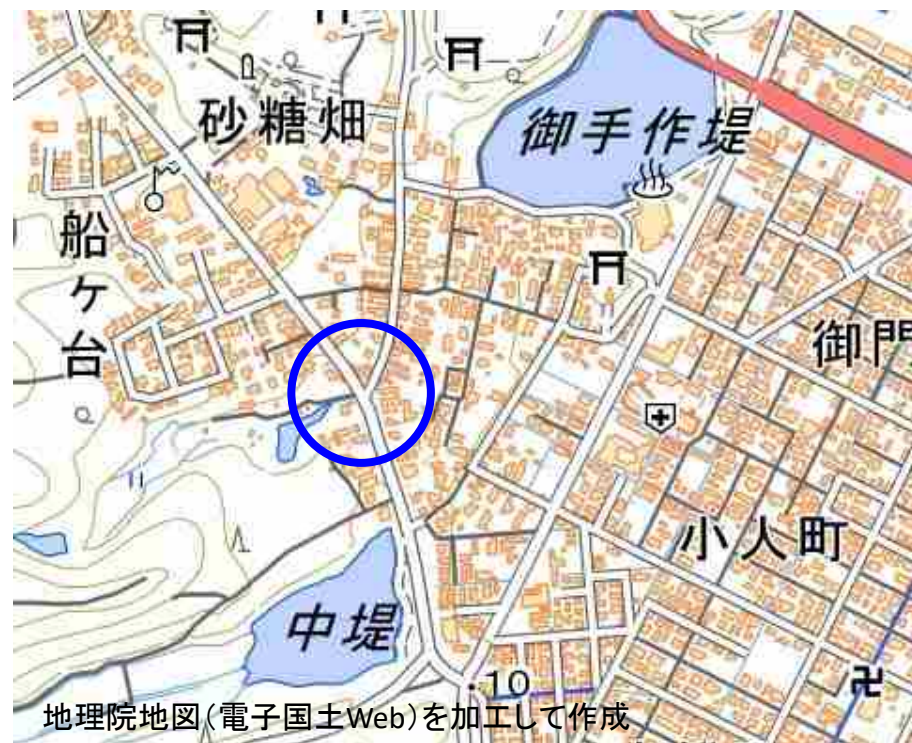 砂糖畑
御手作堤
船ヶ台
御門
小人町
中堤
・10
地理院地図(電子国土Web)を加工して作成